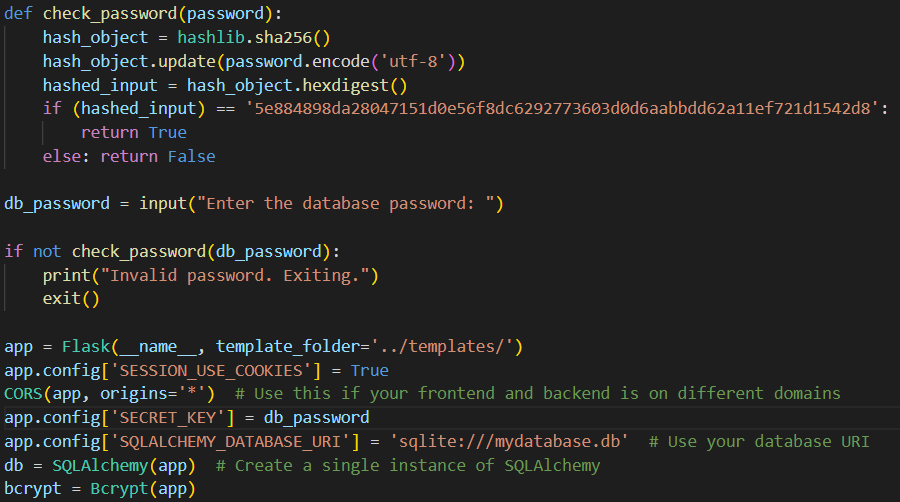 def check_password(password):
    hash_object = hashlib.sha256()
    hash_object.update(password.encode('utf-8'))
    hashed_input = hash_object.hexdigest()
    if (hashed_input) == '5e884898da28047151d0e56f8dc6292773603d0d6aabbdd62a11ef721d1542d8':
        return True
    else: return False

db_password = input("Enter the database password: ")

if not check_password(db_password):
    print("Invalid password. Exiting.")
    exit()

app = Flask(__name__, template_folder='../templates/')
app.config['SESSION_USE_COOKIES'] = True
CORS(app, origins='*')  # Use this if your frontend and backend is on different domains
app.config['SECRET_KEY'] = db_password
app.config['SQLALCHEMY_DATABASE_URI'] = 'sqlite:///mydatabase.db'  # Use your database URI
db = SQLAlchemy(app)  # Create a single instance of SQLAlchemy
bcrypt = Bcrypt(app)